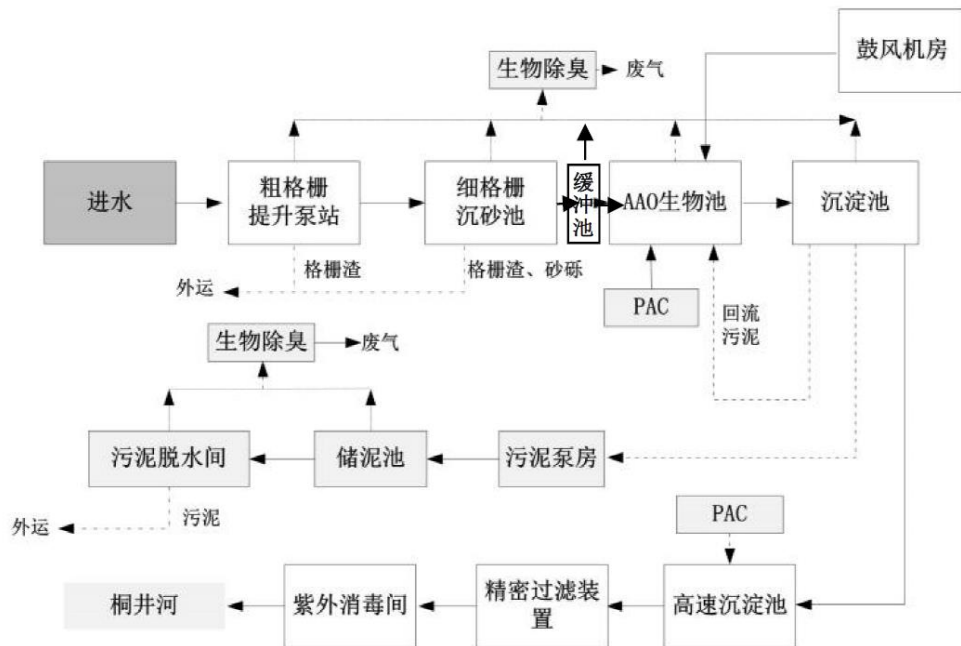 鼓风机房
生物除臭
废气
进水
粗格栅
提升泵站
细格栅
沉砂池
缓
冲
池
AAO生物池
沉淀池
格栅渣
格栅渣、砂砾
外运
PAC
回流
污泥
生物除臭
废气
污泥脱水间
储泥池
污泥泵房
污泥
外运
PAC
桐井河
紫外消毒间
精密过滤装
置
高速沉淀池